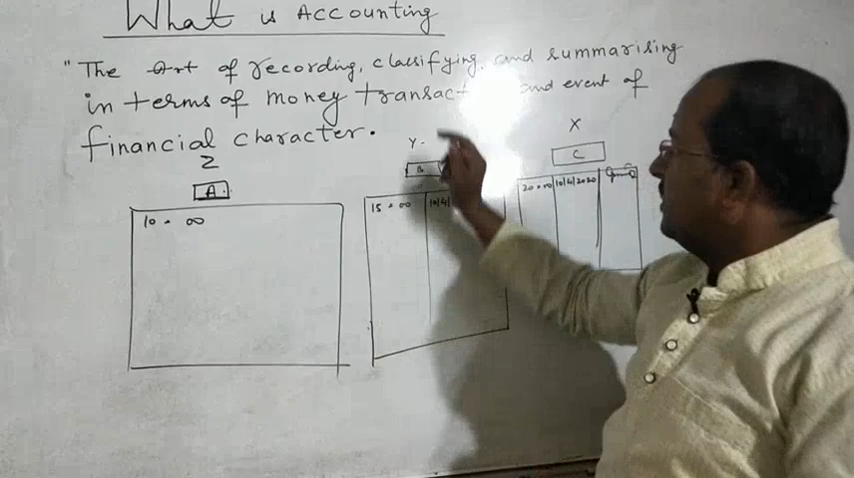 What is Accounting
"The Art of recording, classifying, and summarising
in terms of money transact and event of
financial character.
Z
Y -
X
A.
B
C
10 = 00
15 = 00 10/4/
20 = 00 10/4/2020